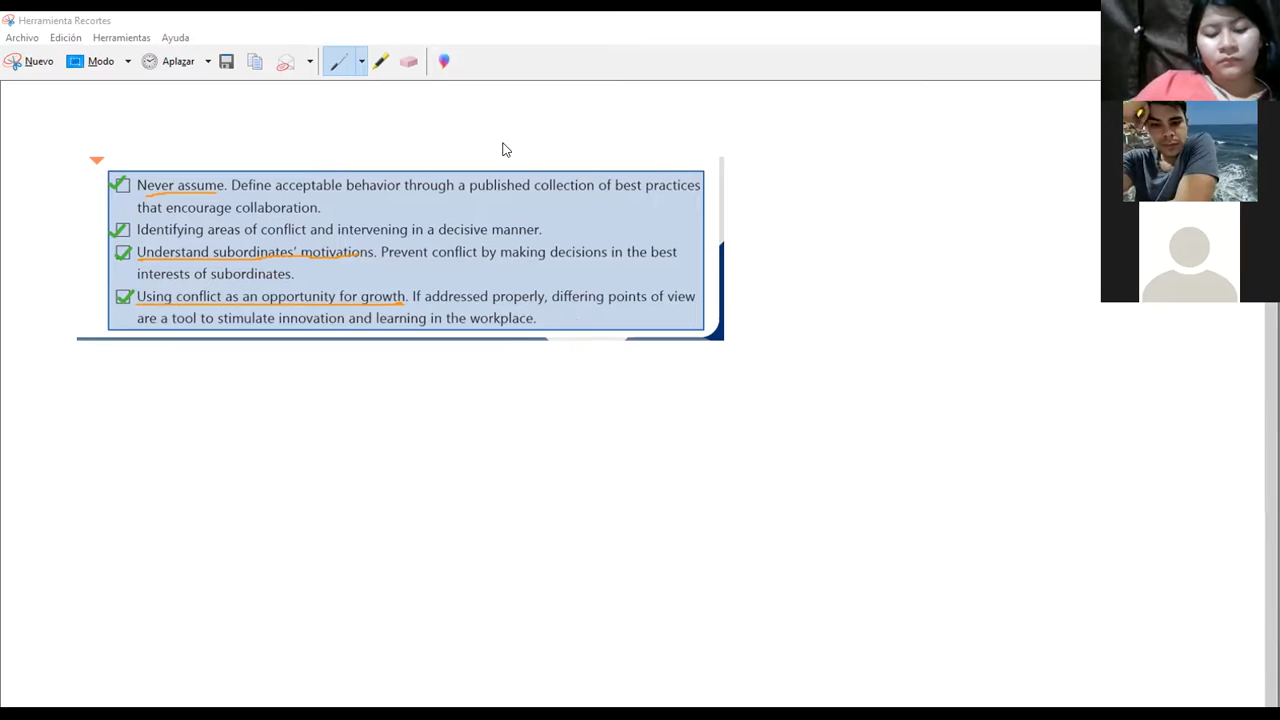 Herramienta Recortes
Archivo Edición Herramientas Ayuda
Nuevo Modo Aplazar
Never assume. Define acceptable behavior through a published collection of best practices
that encourage collaboration.
Identifying areas of conflict and intervening in a decisive manner.
Understand subordinates' motivations. Prevent conflict by making decisions in the best
interests of subordinates.
Using conflict as an opportunity for growth. If addressed properly, differing points of view
are a tool to stimulate innovation and learning in the workplace.